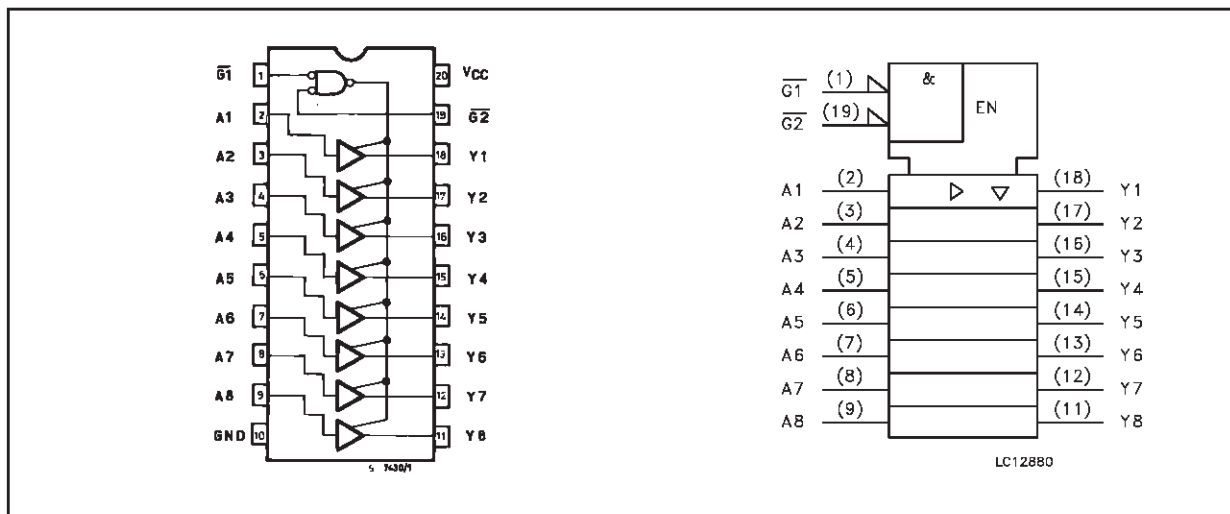 G1 1 20 VCC
A1 2 19 G2
A2 3 18 Y1
A3 4 17 Y2
A4 5 16 Y3
A5 6 15 Y4
A6 7 14 Y5
A7 8 13 Y6
A8 9 12 Y7
GND 10 11 Y8
S 7430/1
G1 (1) &
G2 (19) EN
A1 (2) (18) Y1
A2 (3) (17) Y2
A3 (4) (16) Y3
A4 (5) (15) Y4
A5 (6) (14) Y5
A6 (7) (13) Y6
A7 (8) (12) Y7
A8 (9) (11) Y8
LC12880